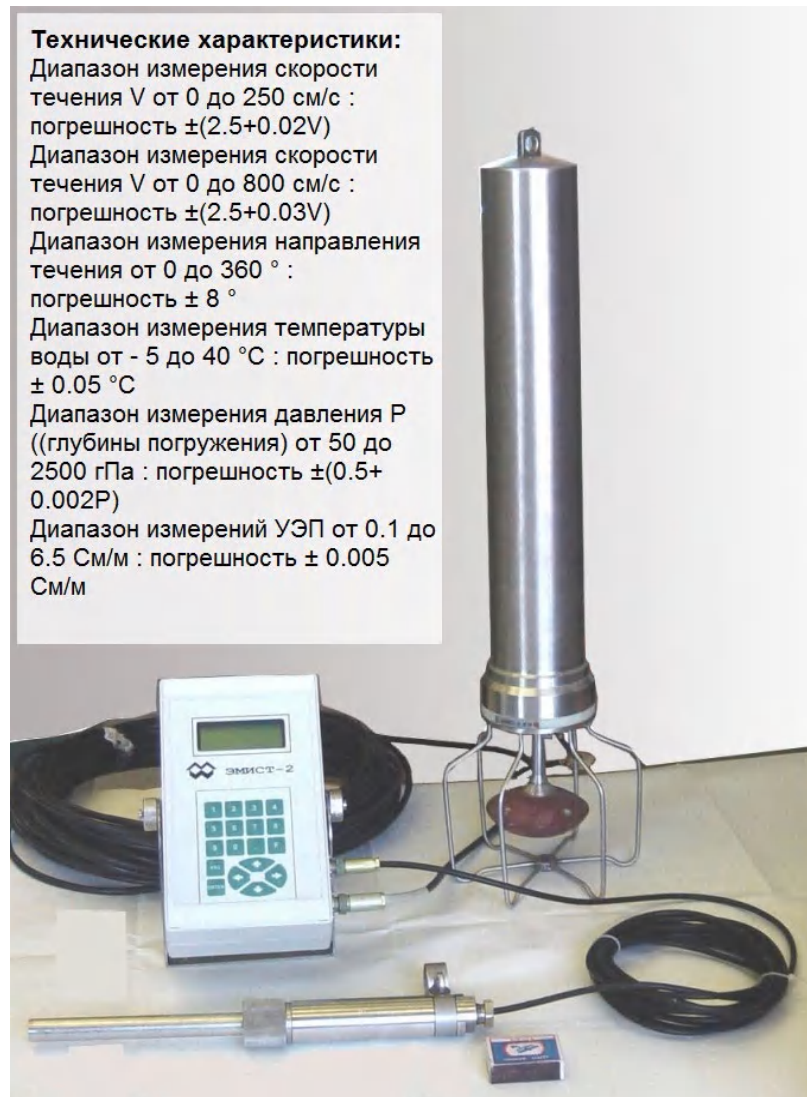 Технические характеристики:
Диапазон измерения скорости
течения V от 0 до 250 см/с :
погрешность ±(2.5+0.02V)
Диапазон измерения скорости
течения V от 0 до 800 см/с :
погрешность ±(2.5+0.03V)
Диапазон измерения направления
течения от 0 до 360 ° :
погрешность ± 8 °
Диапазон измерения температуры
воды от - 5 до 40 °C : погрешность
± 0.05 °C
Диапазон измерения давления Р
((глубины погружения) от 50 до
2500 гПа : погрешность ±(0.5+
0.002Р)
Диапазон измерений УЭП от 0.1 до
6.5 См/м : погрешность ± 0.005
См/м
ЭМИСТ-2
1 2 3 4